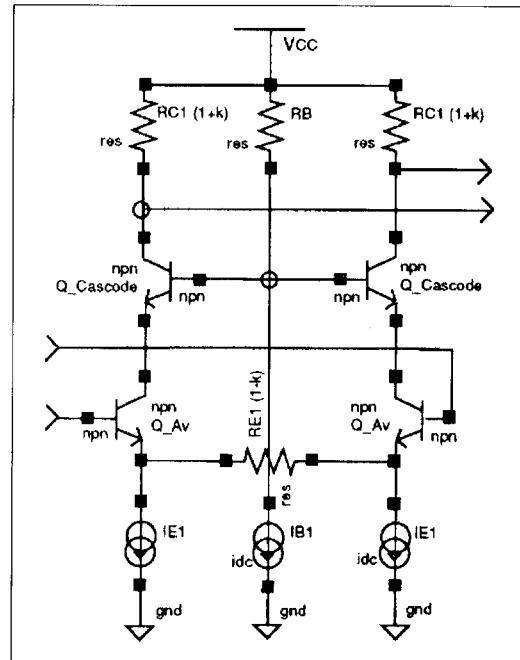 VCC
RC1 (1+k)
RB
RC1 (1+k)
res
res
res
npn
Q_Cascode
npn
npn
Q_Cascode
npn
npn
Q_Av
npn
RE1 (1-k)
res
npn
Q_Av
npn
IE1
IB1
idc
IE1
idc
gnd
gnd
gnd